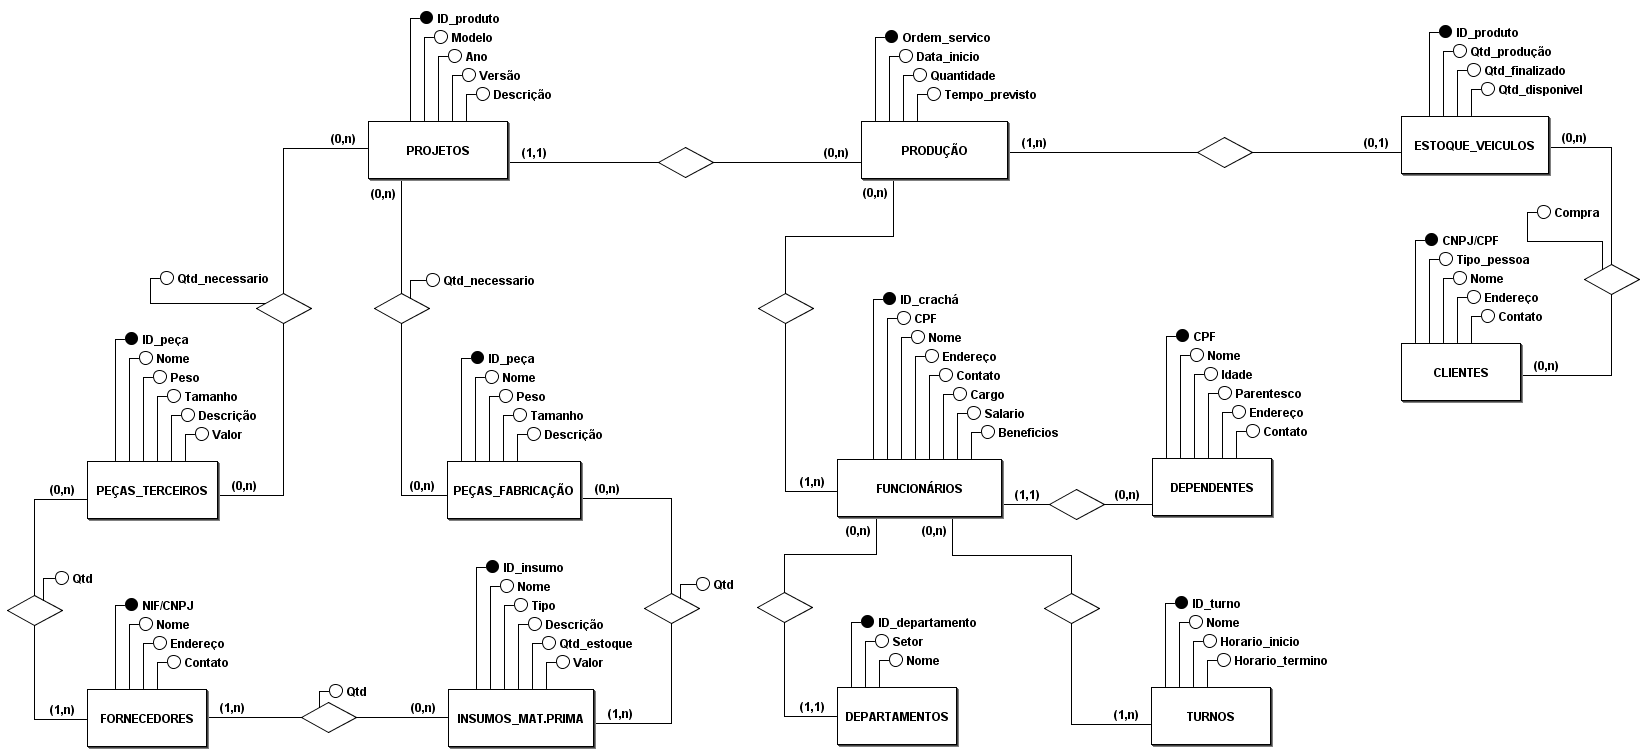 ID_produto
Modelo
Ano
Versão
Descrição
(0,n)
PROJETOS
(1,1)
(0,n)
(0,n)
Ordem_servico
Data_inicio
Quantidade
Tempo_previsto
PRODUÇÃO
(1,n)
(0,n)
(0,1)
ID_produto
Qtd_produção
Qtd_finalizado
Qtd_disponivel
ESTOQUE_VEICULOS
(0,n)
Compra
CNPJ/CPF
Tipo_pessoa
Nome
Endereço
Contato
CLIENTES
(0,n)
Qtd_necessario
Qtd_necessario
ID_peça
Nome
Peso
Tamanho
Descrição
Valor
(0,n)
PEÇAS_TERCEIROS
(0,n)
ID_peça
Nome
Peso
Tamanho
Descrição
(0,n)
PEÇAS_FABRICAÇÃO
(0,n)
ID_crachá
CPF
Nome
Endereço
Contato
Cargo
Salario
Beneficios
(1,n)
FUNCIONÁRIOS
(1,1)
(0,n)
(0,n)
(0,n)
CPF
Nome
Idade
Parentesco
Endereço
Contato
DEPENDENTES
Qtd
NIF/CNPJ
Nome
Endereço
Contato
(1,n)
FORNECEDORES
(1,n)
Qtd
(0,n)
ID_insumo
Nome
Tipo
Descrição
Qtd_estoque
Valor
INSUMOS_MAT.PRIMA
(1,n)
Qtd
ID_departamento
Setor
Nome
(1,1)
DEPARTAMENTOS
ID_turno
Nome
Horario_inicio
Horario_termino
(1,n)
TURNOS